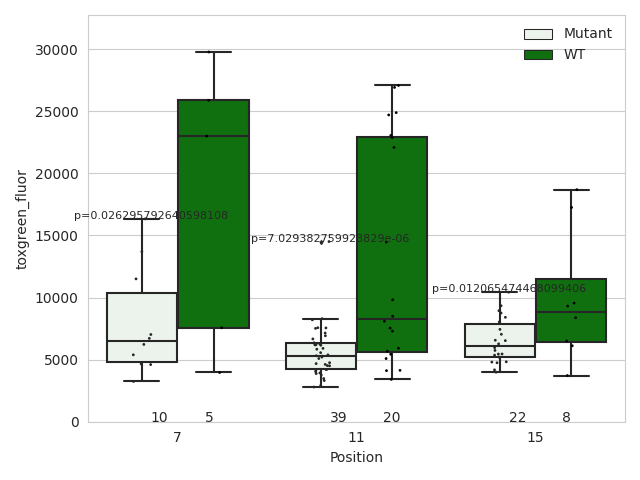 Mutant
WT
30000
25000
20000
15000
10000
5000
0
toxgreen_fluor
p=0.026295792640598108
p=7.029382759923829e-06
p=0.012065474468099406
10 5 39 20 22 8
7 11 15
Position